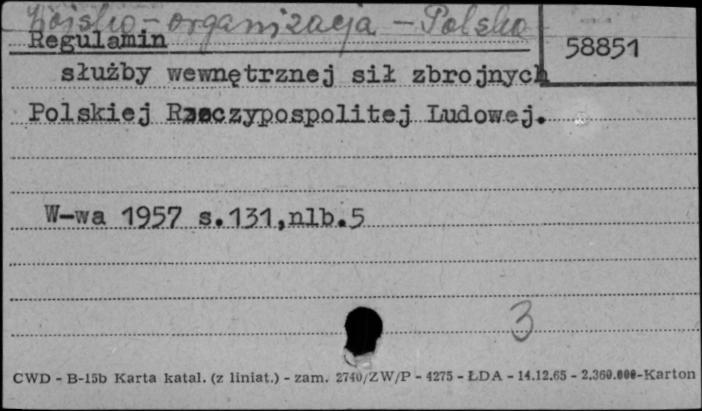 Wojsko - organizacja - Polska
Regulamin
58851
służby wewnętrznej sił zbrojnych
Polskiej Rzeczypospolitej Ludowej.
W-wa 1957 s.131,nlb.5
3
CWD - B-15b Karta katal. (z liniat.) - zam. 2740/ZW/P - 4275 - ŁDA - 14.12.65 - 2.360.000-Karton